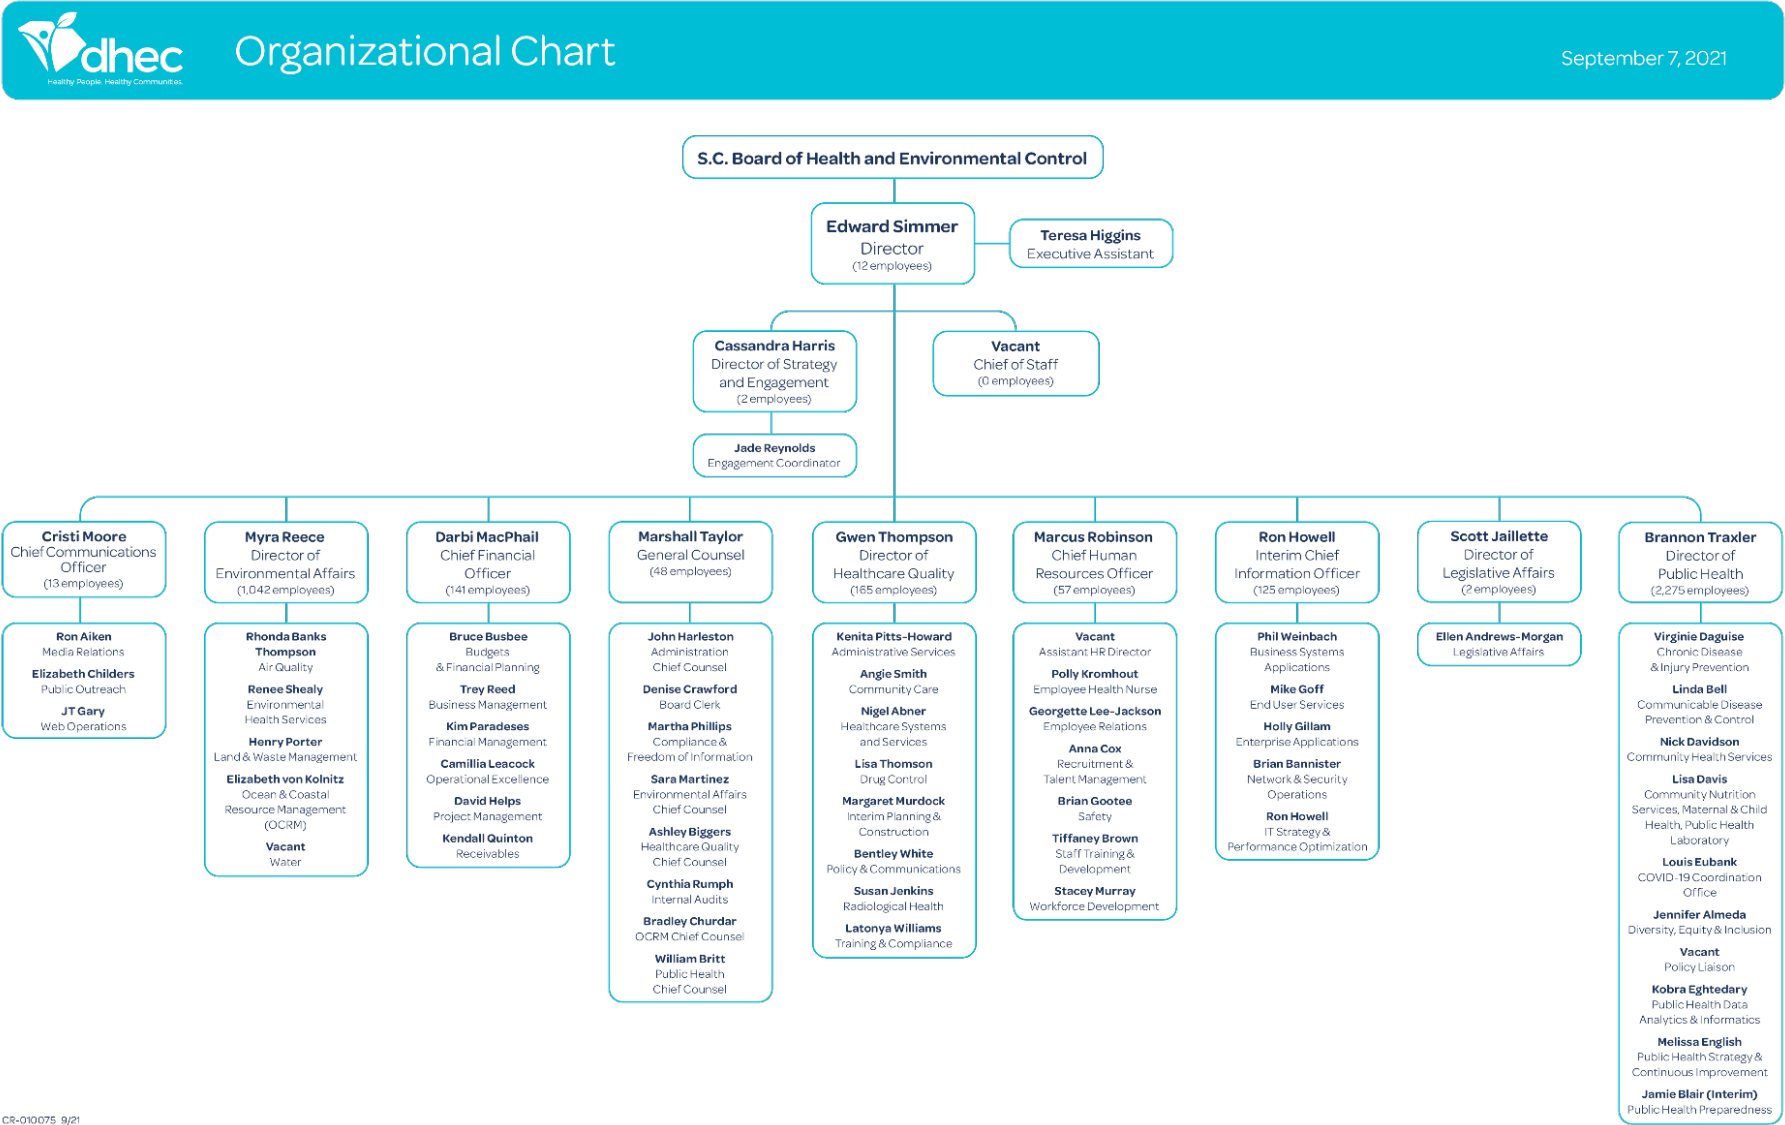 dhec
Healthy People. Healthy Communities.
Organizational Chart
September 7, 2021
S.C. Board of Health and Environmental Control
Edward Simmer
Director
(12 employees)
Teresa Higgins
Executive Assistant
Cassandra Harris
Director of Strategy
and Engagement
(2 employees)
Vacant
Chief of Staff
(0 employees)
Jade Reynolds
Engagement Coordinator
Cristi Moore
Chief Communications
Officer
(13 employees)
Ron Aiken
Media Relations
Elizabeth Childers
Public Outreach
JT Gary
Web Operations
Myra Reece
Director of
Environmental Affairs
(1,042 employees)
Rhonda Banks
Thompson
Air Quality
Renee Shealy
Environmental
Health Services
Henry Porter
Land & Waste Management
Elizabeth von Kolnitz
Ocean & Coastal
Resource Management
(OCRM)
Vacant
Water
Darbi MacPhail
Chief Financial
Officer
(141 employees)
Bruce Busbee
Budgets
& Financial Planning
Trey Reed
Business Management
Kim Paradeses
Financial Management
Camillia Leacock
Operational Excellence
David Helps
Project Management
Kendall Quinton
Receivables
Marshall Taylor
General Counsel
(48 employees)
John Harleston
Administration
Chief Counsel
Denise Crawford
Board Clerk
Martha Phillips
Compliance &
Freedom of Information
Sara Martinez
Environmental Affairs
Chief Counsel
Ashley Biggers
Healthcare Quality
Chief Counsel
Cynthia Rumph
Internal Audits
Bradley Churdar
OCRM Chief Counsel
William Britt
Public Health
Chief Counsel
Gwen Thompson
Director of
Healthcare Quality
(165 employees)
Kenita Pitts-Howard
Administrative Services
Angie Smith
Community Care
Nigel Abner
Healthcare Systems
and Services
Lisa Thomson
Drug Control
Margaret Murdock
Interim Planning &
Construction
Bentley White
Policy & Communications
Susan Jenkins
Radiological Health
Latonya Williams
Training & Compliance
Marcus Robinson
Chief Human
Resources Officer
(57 employees)
Vacant
Assistant HR Director
Polly Kromhout
Employee Health Nurse
Georgette Lee-Jackson
Employee Relations
Anna Cox
Recruitment &
Talent Management
Brian Gootee
Safety
Tiffaney Brown
Staff Training &
Development
Stacey Murray
Workforce Development
Ron Howell
Interim Chief
Information Officer
(125 employees)
Phil Weinbach
Business Systems
Applications
Mike Goff
End User Services
Holly Gillam
Enterprise Applications
Brian Bannister
Network & Security
Operations
Ron Howell
IT Strategy &
Performance Optimization
Scott Jaillette
Director of
Legislative Affairs
(2 employees)
Ellen Andrews-Morgan
Legislative Affairs
Brannon Traxler
Director of
Public Health
(2,275 employees)
Virginie Daguise
Chronic Disease
& Injury Prevention
Linda Bell
Communicable Disease
Prevention & Control
Nick Davidson
Community Health Services
Lisa Davis
Community Nutrition
Services, Maternal & Child
Health, Public Health
Laboratory
Louis Eubank
COVID-19 Coordination
Office
Jennifer Almeda
Diversity, Equity & Inclusion
Vacant
Policy Liaison
Kobra Eghtedary
Public Health Data
Analytics & Informatics
Melissa English
Public Health Strategy &
Continuous Improvement
Jamie Blair (Interim)
Public Health Preparedness
CR-010075 9/21